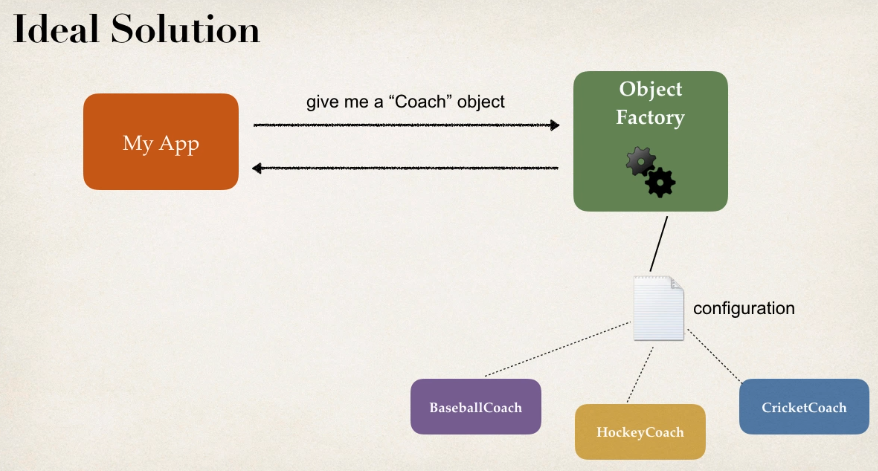 Ideal Solution
give me a “Coach” object
My App
Object
Factory
configuration
BaseballCoach
HockeyCoach
CricketCoach